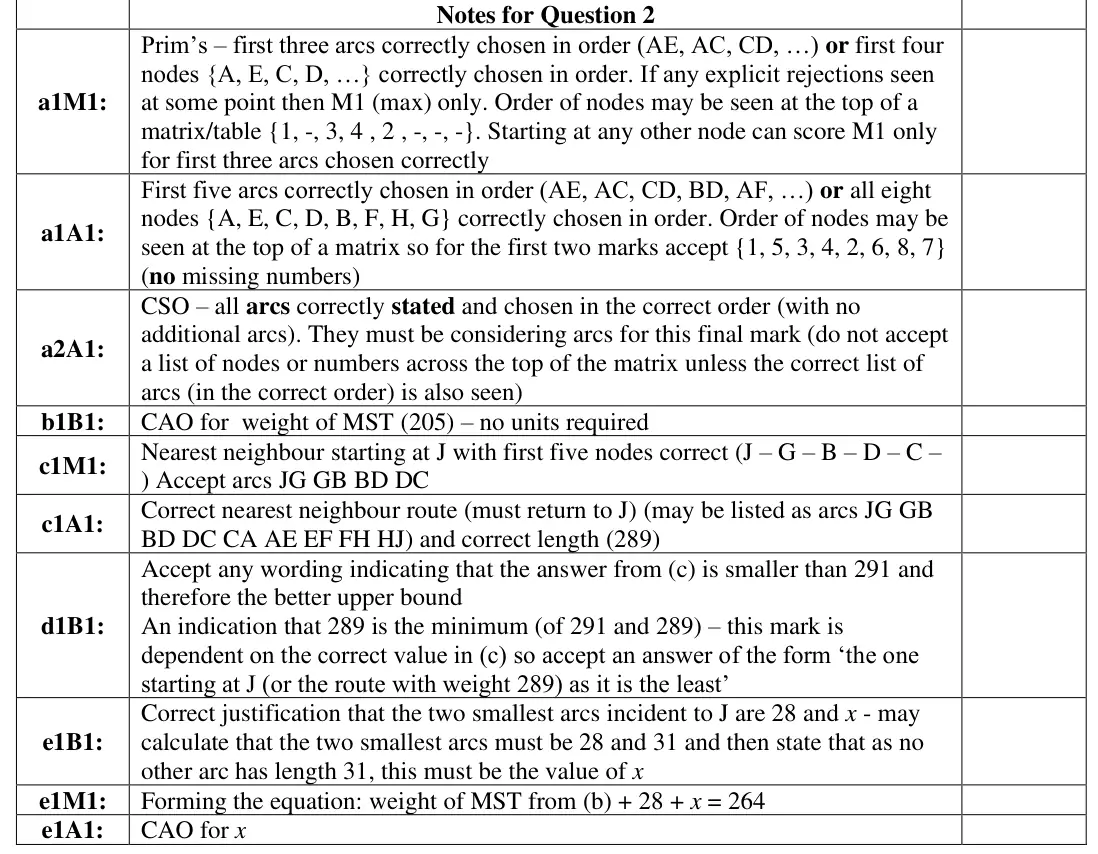 Notes for Question 2
a1M1:
Prim's – first three arcs correctly chosen in order (AE, AC, CD, …) or first four
nodes {A, E, C, D, …} correctly chosen in order. If any explicit rejections seen
at some point then M1 (max) only. Order of nodes may be seen at the top of a
matrix/table {1, -, 3, 4 , 2 , -, -, -}. Starting at any other node can score M1 only
for first three arcs chosen correctly
a1A1:
First five arcs correctly chosen in order (AE, AC, CD, BD, AF, …) or all eight
nodes {A, E, C, D, B, F, H, G} correctly chosen in order. Order of nodes may be
seen at the top of a matrix so for the first two marks accept {1, 5, 3, 4, 2, 6, 8, 7}
(no missing numbers)
a2A1:
CSO – all arcs correctly stated and chosen in the correct order (with no
additional arcs). They must be considering arcs for this final mark (do not accept
a list of nodes or numbers across the top of the matrix unless the correct list of
arcs (in the correct order) is also seen)
b1B1:
CAO for  weight of MST (205) – no units required
c1M1:
Nearest neighbour starting at J with first five nodes correct (J – G – B – D – C –
) Accept arcs JG GB BD DC
c1A1:
Correct nearest neighbour route (must return to J) (may be listed as arcs JG GB
BD DC CA AE EF FH HJ) and correct length (289)
d1B1:
Accept any wording indicating that the answer from (c) is smaller than 291 and
therefore the better upper bound
An indication that 289 is the minimum (of 291 and 289) – this mark is
dependent on the correct value in (c) so accept an answer of the form 'the one
starting at J (or the route with weight 289) as it is the least'
e1B1:
Correct justification that the two smallest arcs incident to J are 28 and x - may
calculate that the two smallest arcs must be 28 and 31 and then state that as no
other arc has length 31, this must be the value of x
e1M1:
Forming the equation: weight of MST from (b) + 28 + x = 264
e1A1:
CAO for x